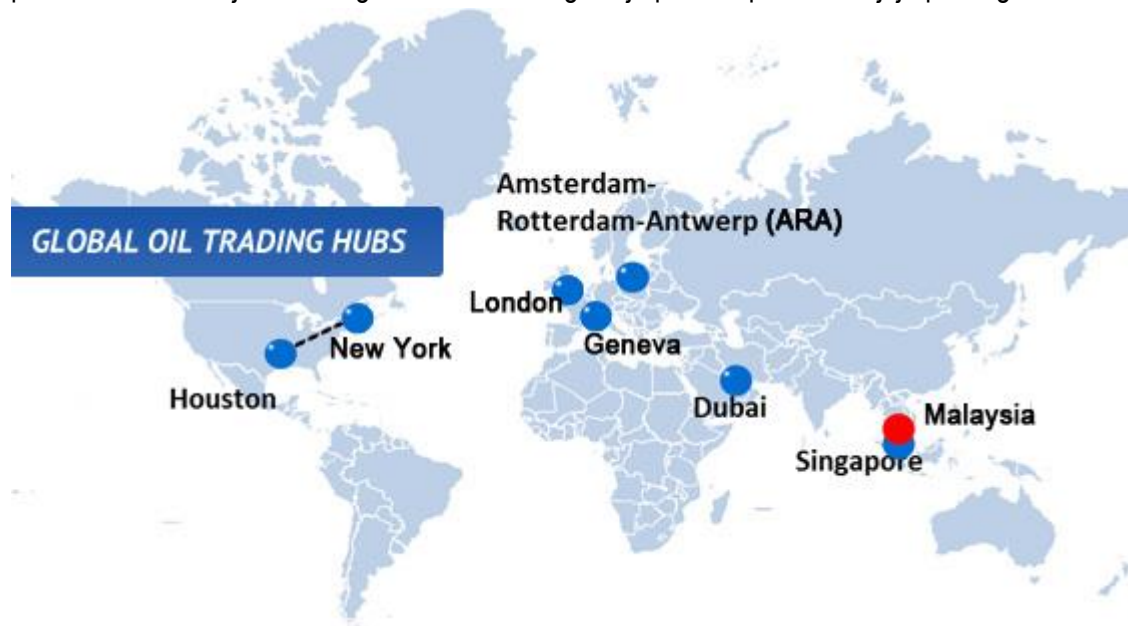 Amsterdam-
Rotterdam-Antwerp (ARA)
GLOBAL OIL TRADING HUBS
London
New York
Geneva
Houston
Dubai
Malaysia
Singapore